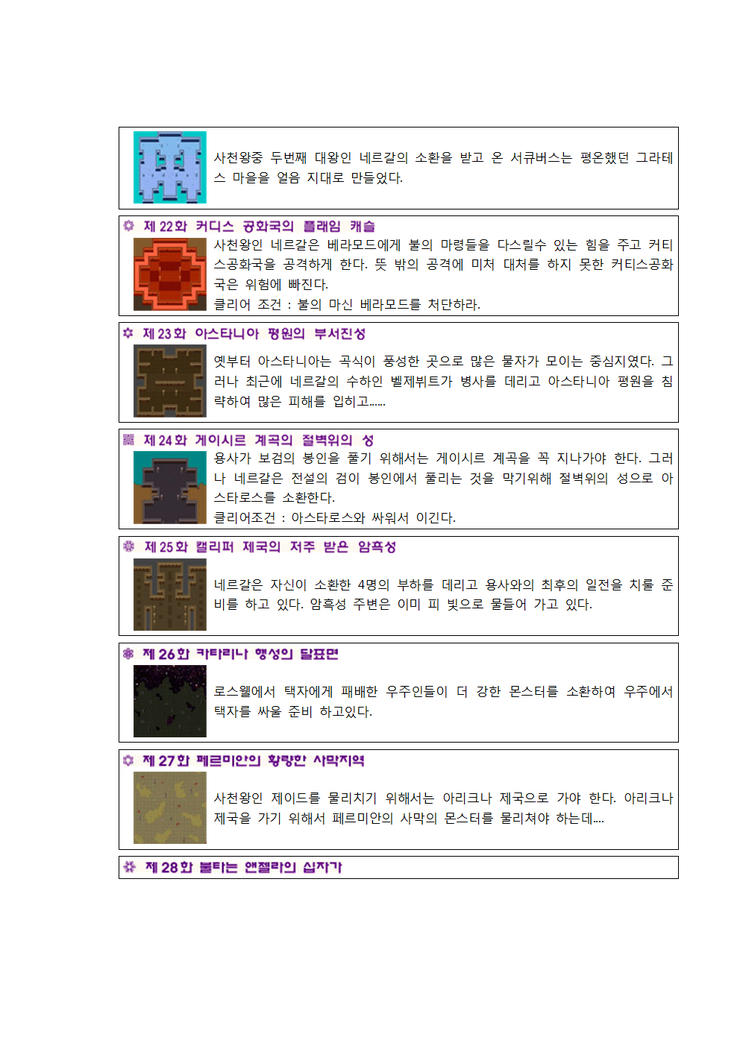 사천왕중 두번째 대왕인 네르갈의 소환을 받고 온 서큐버스는 평온했던 그라테
스 마을을 얼음 지대로 만들었다.
제 22화 커디스 공화국의 플래임 캐슬
사천왕인 네르갈은 베라모드에게 불의 마령들을 다스릴수 있는 힘을 주고 커티
스공화국을 공격하게 한다. 뜻 밖의 공격에 미처 대처를 하지 못한 커티스공화
국은 위험에 빠진다.
클리어 조건 : 불의 마신 베라모드를 처단하라.
제 23화 아스타니아 평원의 부서진성
옛부터 아스타니아는 곡식이 풍성한 곳으로 많은 물자가 모이는 중심지였다. 그
러나 최근에 네르갈의 수하인 벨제뷔트가 병사를 데리고 아스타니아 평원을 침
략하여 많은 피해를 입히고......
제 24화 게이시르 계곡의 절벽위의 성
용사가 보검의 봉인을 풀기 위해서는 게이시르 계곡을 꼭 지나가야 한다. 그러
나 네르갈은 전설의 검이 봉인에서 풀리는 것을 막기위해 절벽위의 성으로 아
스타로스를 소환한다.
클리어조건 : 아스타로스와 싸워서 이긴다.
제 25화 캘리퍼 제국의 저주 받은 암흑성
네르갈은 자신이 소환한 4명의 부하를 데리고 용사와의 최후의 일전을 치룰 준
비를 하고 있다. 암흑성 주변은 이미 피 빛으로 물들어 가고 있다.
제 26화 카타리나 행성의 달표면
로스웰에서 택자에게 패배한 우주인들이 더 강한 몬스터를 소환하여 우주에서
택자를 싸울 준비 하고있다.
제 27화 페르미안의 황량한 사막지역
사천왕인 제이드를 물리치기 위해서는 아리크나 제국으로 가야 한다. 아리크나
제국을 가기 위해서 페르미안의 사막의 몬스터를 물리쳐야 하는데....
제 28화 불타는 앤젤라의 십자가